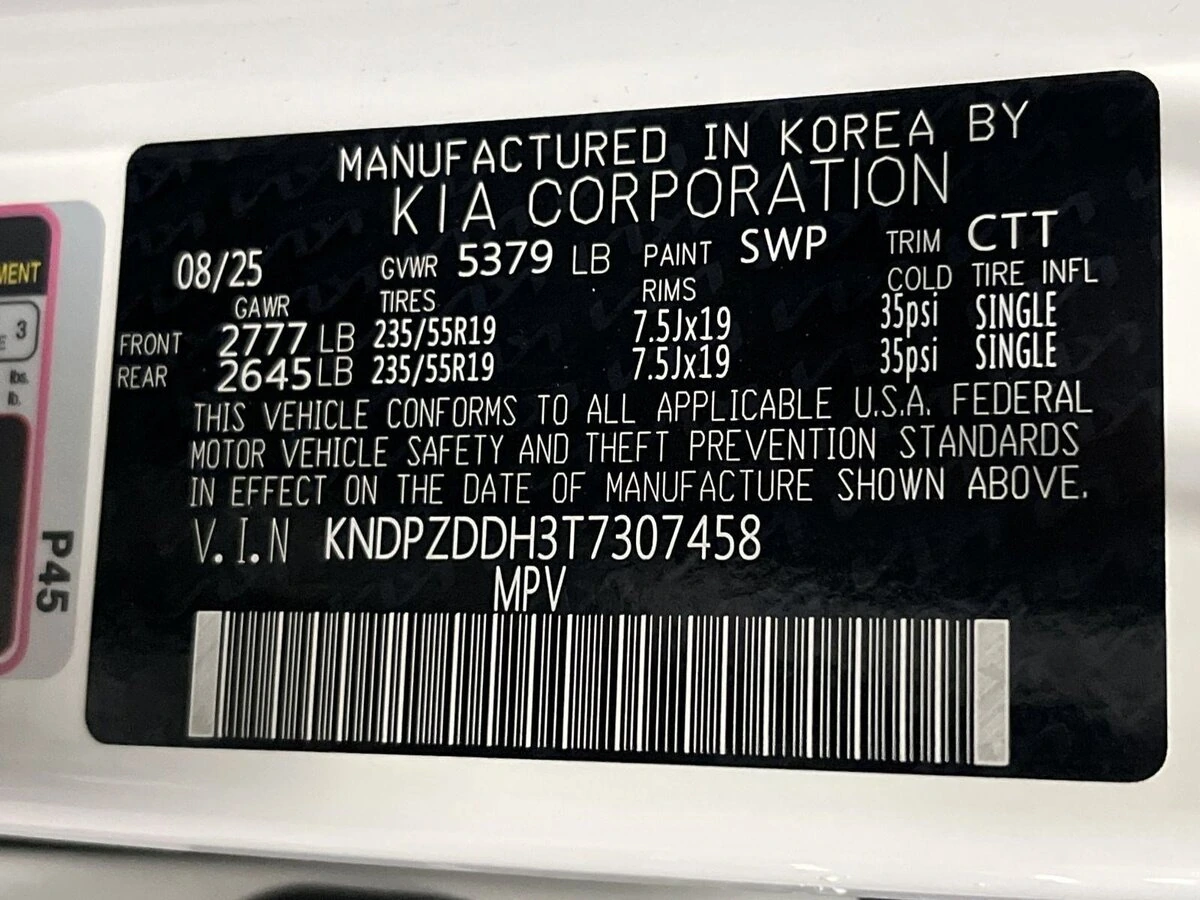 MANUFACTURED IN KOREA BY
KIA CORPORATION
08/25 GVWR 5379 LB PAINT SWP TRIM CTT
GAWR TIRES RIMS COLD TIRE INFL
FRONT 2777 LB 235/55R19 7.5Jx19 35psi SINGLE
REAR 2645 LB 235/55R19 7.5Jx19 35psi SINGLE
THIS VEHICLE CONFORMS TO ALL APPLICABLE U.S.A. FEDERAL
MOTOR VEHICLE SAFETY AND THEFT PREVENTION STANDARDS
IN EFFECT ON THE DATE OF MANUFACTURE SHOWN ABOVE.
V.I.N KNDPZDDH3T7307458
MPV
3
lbs.
lb.
P45